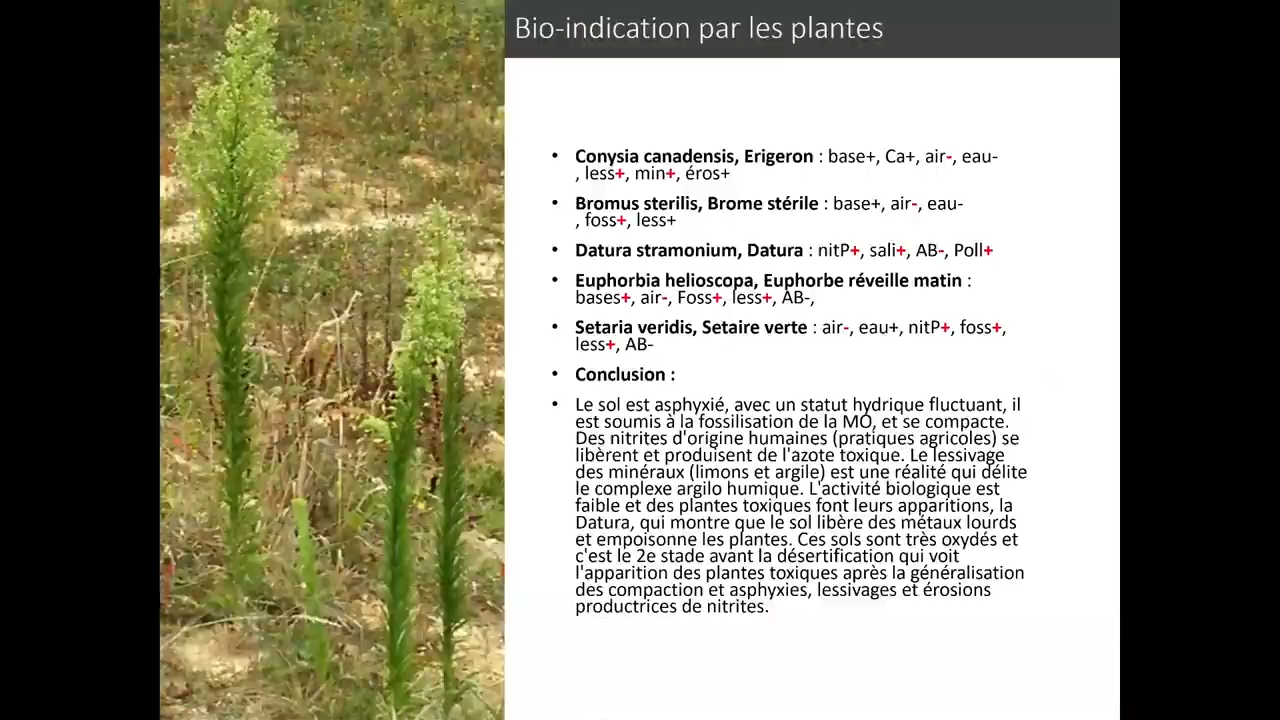 Bio-indication par les plantes
• Conysia canadensis, Erigeron : base+, Ca+, air-, eau-
, less+, min+, éros+
• Bromus sterilis, Brome stérile : base+, air-, eau-
, foss+, less+
• Datura stramonium, Datura : nitP+, sali+, AB-, Poll+
• Euphorbia helioscopa, Euphorbe réveille matin :
bases+, air-, Foss+, less+, AB-,
• Setaria veridis, Setaire verte : air-, eau+, nitP+, foss+,
less+, AB-
• Conclusion :
• Le sol est asphyxié, avec un statut hydrique fluctuant, il
est soumis à la fossilisation de la MO, et se compacte.
Des nitrites d'origine humaines (pratiques agricoles) se
libèrent et produisent de l'azote toxique. Le lessivage
des minéraux (limons et argile) est une réalité qui délite
le complexe argilo humique. L'activité biologique est
faible et des plantes toxiques font leurs apparitions, la
Datura, qui montre que le sol libère des métaux lourds
et empoisonne les plantes. Ces sols sont très oxydés et
c'est le 2e stade avant la désertification qui voit
l'apparition des plantes toxiques après la généralisation
des compaction et asphyxies, lessivages et érosions
productrices de nitrites.